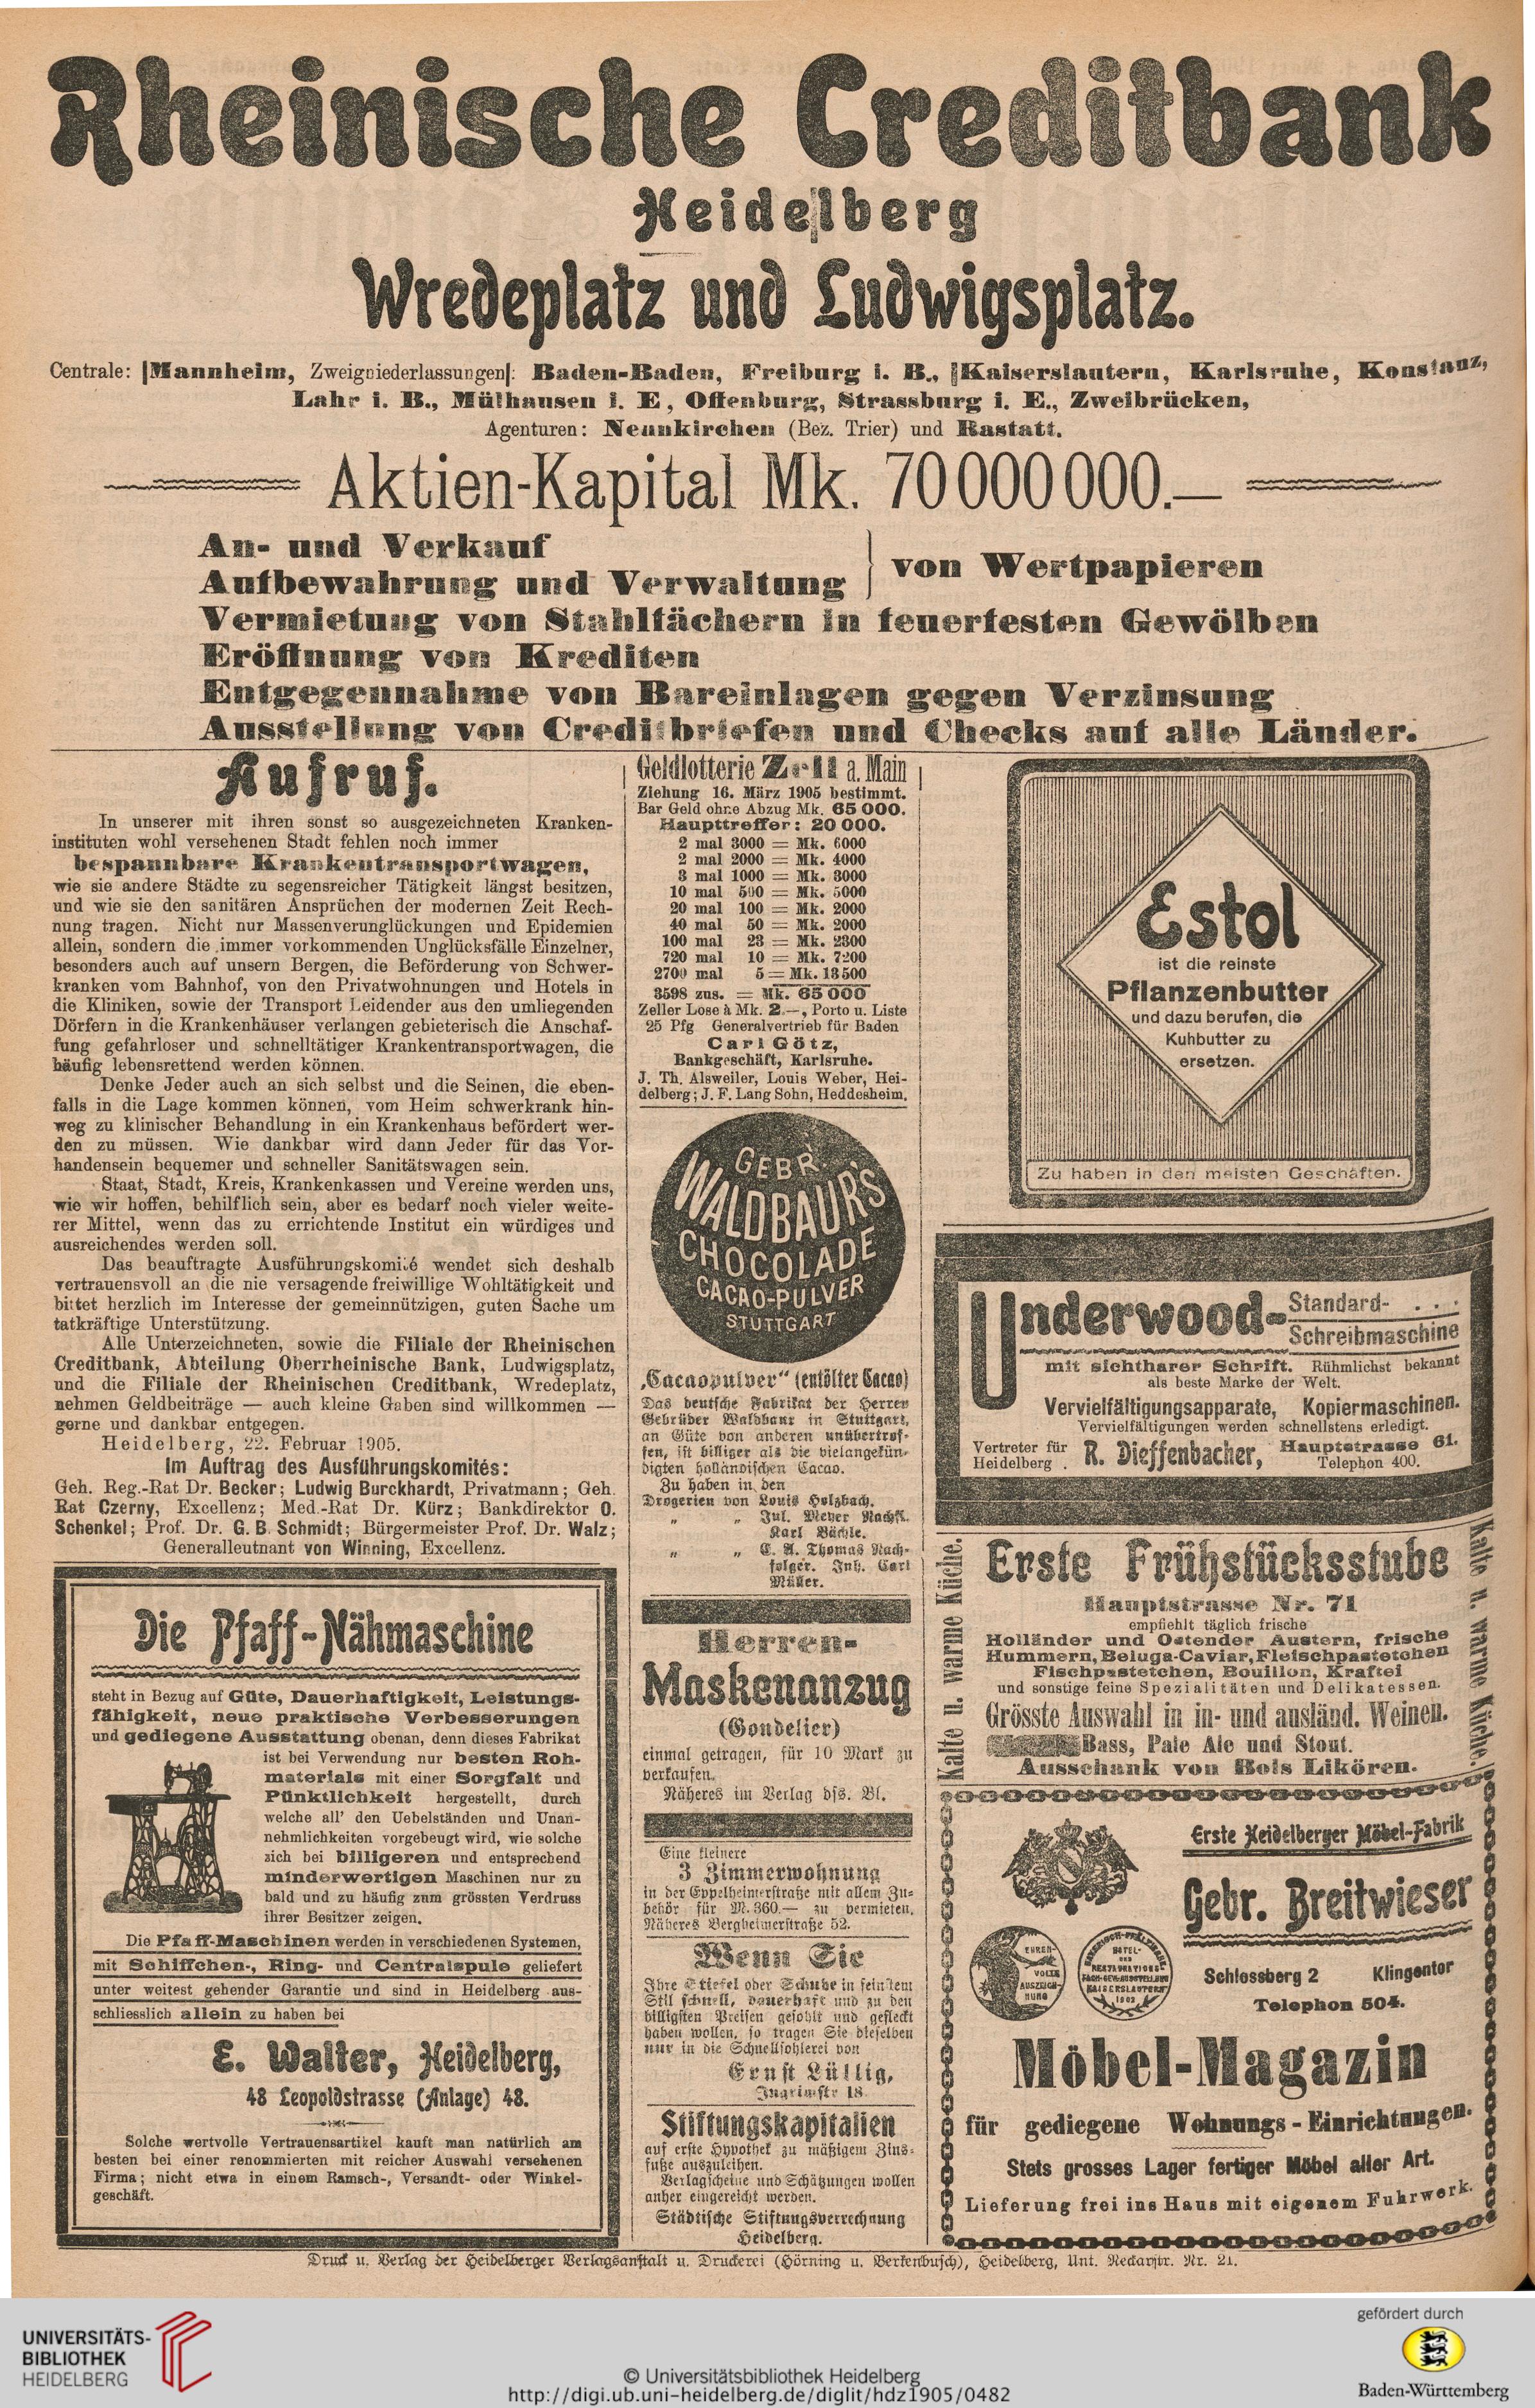 Rheinische Creditbank
Heidelberg
Wredeplatz und Ludwigsplatz.
Centrale: Mannheim, Zweigniederlassungen: Baden-Baden, Freiburg i. B., Kaiserslautern, Karlsruhe, Konstanz,
Lahr i. B., Mülhausen i. E, Offenburg, Strassburg i. E., Zweibrücken,
Agenturen: Neunkirchen (Bez. Trier) und Rastatt.
Aktien-Kapital Mk. 70 000 000.—
An- und Verkauf
Aufbewahrung und Verwaltung } von Wertpapieren
Vermietung von Stahlfächern in feuerfesten Gewölben
Eröffnung von Krediten
Entgegennahme von Bareinlagen gegen Verzinsung
Ausstellung von Creditbriefen und Checks auf alle Länder.
Aufruf.
In unserer mit ihren sonst so ausgezeichneten Kranken-
instituten wohl versehenen Stadt fehlen noch immer
bespannbare Krankentransportwagen,
wie sie andere Städte zu segensreicher Tätigkeit längst besitzen,
und wie sie den sanitären Ansprüchen der modernen Zeit Rech-
nung tragen. Nicht nur Massenverunglückungen und Epidemien
allein, sondern die immer vorkommenden Unglücksfälle Einzelner,
besonders auch auf unsern Bergen, die Beförderung von Schwer-
kranken vom Bahnhof, von den Privatwohnungen und Hotels in
die Kliniken, sowie der Transport Leidender aus den umliegenden
Dörfern in die Krankenhäuser verlangen gebieterisch die Anschaf-
fung gefahrloser und schnelltätiger Krankentransportwagen, die
häufig lebensrettend werden können.
Denke Jeder auch an sich selbst und die Seinen, die eben-
falls in die Lage kommen können, vom Heim schwerkrank hin-
weg zu klinischer Behandlung in ein Krankenhaus befördert wer-
den zu müssen. Wie dankbar wird dann Jeder für das Vor-
handensein bequemer und schneller Sanitätswagen sein.
Staat, Stadt, Kreis, Krankenkassen und Vereine werden uns,
wie wir hoffen, behilflich sein, aber es bedarf noch vieler weite-
rer Mittel, wenn das zu errichtende Institut ein würdiges und
ausreichendes werden soll.
Das beauftragte Ausführungskomité wendet sich deshalb
vertrauensvoll an die nie versagende freiwillige Wohltätigkeit und
bittet herzlich im Interesse der gemeinnützigen, guten Sache um
tatkräftige Unterstützung.
Alle Unterzeichneten, sowie die Filiale der Rheinischen
Creditbank, Abteilung Oberrheinische Bank, Ludwigsplatz,
und die Filiale der Rheinischen Creditbank, Wredeplatz,
nehmen Geldbeiträge — auch kleine Gaben sind willkommen —
gerne und dankbar entgegen.
Heidelberg, 22. Februar 1905.
Im Auftrag des Ausführungskomités:
Geh. Reg.-Rat Dr. Becker; Ludwig Burckhardt, Privatmann; Geh.
Rat Czerny, Excellenz; Med.-Rat Dr. Kürz; Bankdirektor O.
Schenkel; Prof. Dr. G. B. Schmidt; Bürgermeister Prof. Dr. Walz;
Generalleutnant von Winning, Excellenz.
Die Pfaff-Nähmaschine
steht in Bezug auf Güte, Dauerhaftigkeit, Leistungs-
fähigkeit, neue praktische Verbesserungen
und gediegene Ausstattung obenan, denn dieses Fabrikat
ist bei Verwendung nur besten Roh-
materials mit einer Sorgfalt und
Pünktlichkeit hergestellt, durch
welche all' den Uebelständen und Unan-
nehmlichkeiten vorgebeugt wird, wie solche
sich bei billigeren und entsprechend
minderwertigen Maschinen nur zu
bald und zu häufig zum grössten Verdruss
ihrer Besitzer zeigen.
Die Pfaff-Maschinen werden in verschiedenen Systemen,
mit Schiffchen-, Ring- und Centralspule geliefert
unter weitest gehender Garantie und sind in Heidelberg aus-
schliesslich allein zu haben bei
E. Walter, Heidelberg,
48 Leopoldstrasse (Anlage) 48.
Solche wertvolle Vertrauensartikel kauft man natürlich am
besten bei einer renommierten mit reicher Auswahl versehenen
Firma; nicht etwa in einem Ramsch-, Versandt- oder Winkel-
geschäft.
Geldlotterie Zell a. Main
Ziehung 16. März 1905 bestimmt.
Bar Geld ohne Abzug Mk. 65 000.
Haupttreffer: 20 000.
2 mal 3000 = Mk. 6000
2 mal 2000 = Mk. 4000
3 mal 1000 = Mk. 3000
10 mal 500 = Mk. 5000
20 mal 100 = Mk. 2000
40 mal 50 = Mk. 2000
100 mal 23 = Mk. 2300
720 mal 10 = Mk. 7200
2700 mal 5 = Mk. 13500
3598 zus. = Mk. 65 000
Zeller Lose à Mk. 2.—, Porto u. Liste
25 Pfg Generalvertrieb für Baden
Carl Götz,
Bankgeschäft, Karlsruhe.
J. Th. Alsweiler, Louis Weber, Hei-
delberg; J. F. Lang Sohn, Heddesheim.
GEBR.
WALDBAUR'S
CHOCOLADE
CACAO-PULVER
STUTTGART
„Cacaopulver“ (entölter Cacao)
Das deutsche Fabrikat der Herren
Gebrüder Waldbaur in Stuttgart,
an Güte von anderen unübertrof-
fen, ist billiger als die vielangekün-
digten holländischen Cacao.
Zu haben in den
Drogerien von Louis Holzbach.
„ „ Jul. Meyer Nachf.
Karl Bächle.
„ „ C. A. Thomas Nach-
folger. Inh. Carl
Müller.
Herren-
Maskenanzug
(Gondelier)
einmal getragen, für 10 Mark zu
verkaufen.
Näheres im Verlag dss. Bl.
Eine kleinere
3 Zimmerwohnung
in der Eppelheimerstraße mit allem Zu-
behör für M. 360.— zu vermieten.
Näheres Bergheimerstraße 52.
Wenn Sie
Ihre Stiefel oder Schuhe in feinstem
Stil schnell, dauerhaft und zu den
billigsten Preisen gesohlt und gefleckt
haben wollen, so tragen Sie dieselben
nur in die Schnellsohlerei von
Ernst Lüllig,
Ingrimstr 18
Stiftungskapitalien
auf erste Hypothek zu mäßigem Zins-
fuße auszuleihen.
Verlagscheine und Schätzungen wollen
anher eingereicht werden.
Städtische Stiftungsverrechnung
Heidelberg.
Estol
ist die reinste
Pflanzenbutter
und dazu berufen, die
Kuhbutter zu
ersetzen.
Zu haben in den meisten Geschäften.
Underwood- Standard- . . .
Schreibmaschine
mit sichtbarer Schrift. Rühmlichst bekannt
als beste Marke der Welt.
Vervielfältigungsapparate, Kopiermaschinen.
Vervielfältigungen werden schnellstens erledigt.
Vertreter für
Heidelberg . R. Dieffenbacher, Hauptstrasse 61.
Telephon 400.
Kalte u. warme Küche.
Erste Frühstücksstube
Hauptstrasse Nr. 71
empfiehlt täglich frische
Holländer und Ostender Austern, frische
Hummern, Beluga-Caviar, Fleischpastetchen
Fischpastetchen, Bouillon, Kraftei
und sonstige feine Spezialitäten und Delikatessen.
Grösste Auswahl in in- und ausländ. Weinen.
Bass, Pale Ale und Stout.
Ausschank von Bols Likören.
Kalte u. warme Küche.
Erste Heidelberger Möbel-Fabrik
Gebr. Breitwieser
EHREN-
VOLLE
AUSZEICH-
NUNG
HOTEL-
UND
RESTAURATIONS-
FACH-GEW. AUSSTELLUNG
KAISERSLAUTERN
Schlossberg 2 Klingentor
Telephon 504.
Möbel-Magazin
für gediegene Wohnungs-Einrichtungen.
Stets grosses Lager fertiger Möbel aller Art.
Lieferung frei ins Haus mit eigenem Fuhrwerk.
Druck u. Verlag der Heidelberger Verlagsanstalt u. Druckerei (Hörning u. Berkenbusch), Heidelberg, Unt. Neckarstr. Nr. 21.
UNIVERSITÄTS-
BIBLIOTHEK
HEIDELBERG
© Universitätsbibliothek Heidelberg
http://digi.ub.uni-heidelberg.de/diglit/hdz1905/0482
gefördert durch
Baden-Württemberg